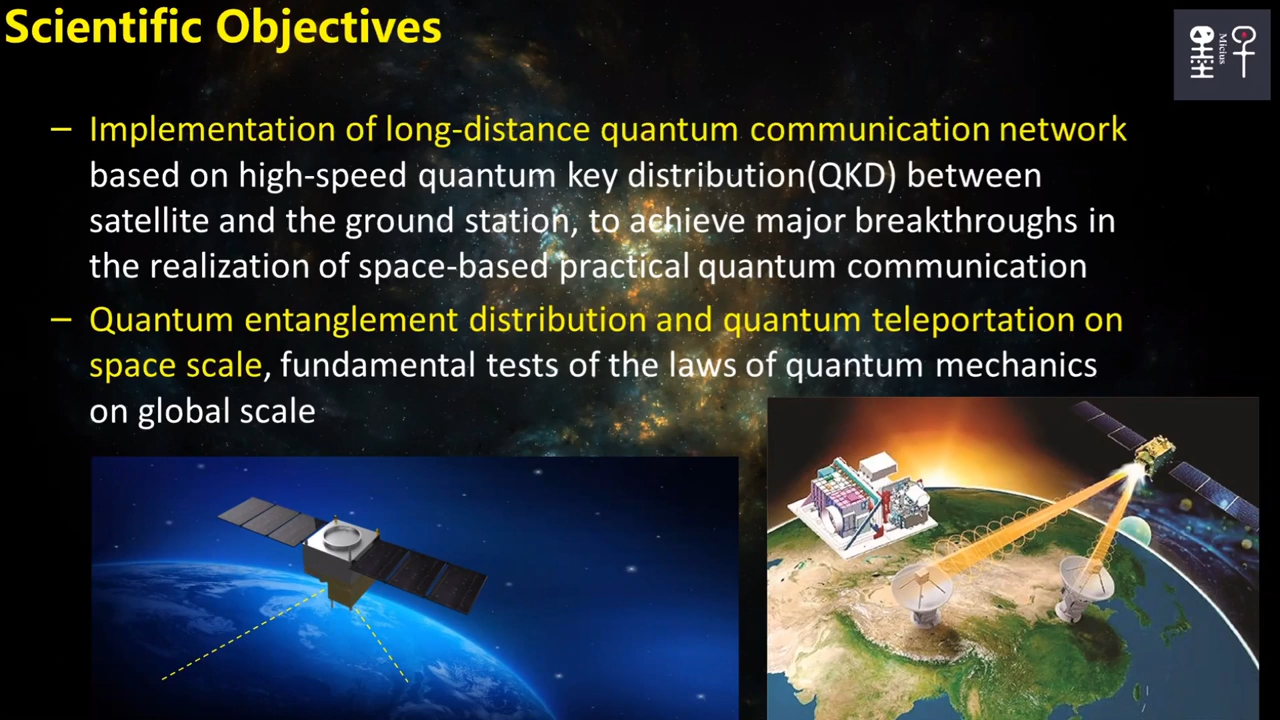 Scientific Objectives
Micius
– Implementation of long-distance quantum communication network
based on high-speed quantum key distribution(QKD) between
satellite and the ground station, to achieve major breakthroughs in
the realization of space-based practical quantum communication
– Quantum entanglement distribution and quantum teleportation on
space scale, fundamental tests of the laws of quantum mechanics
on global scale